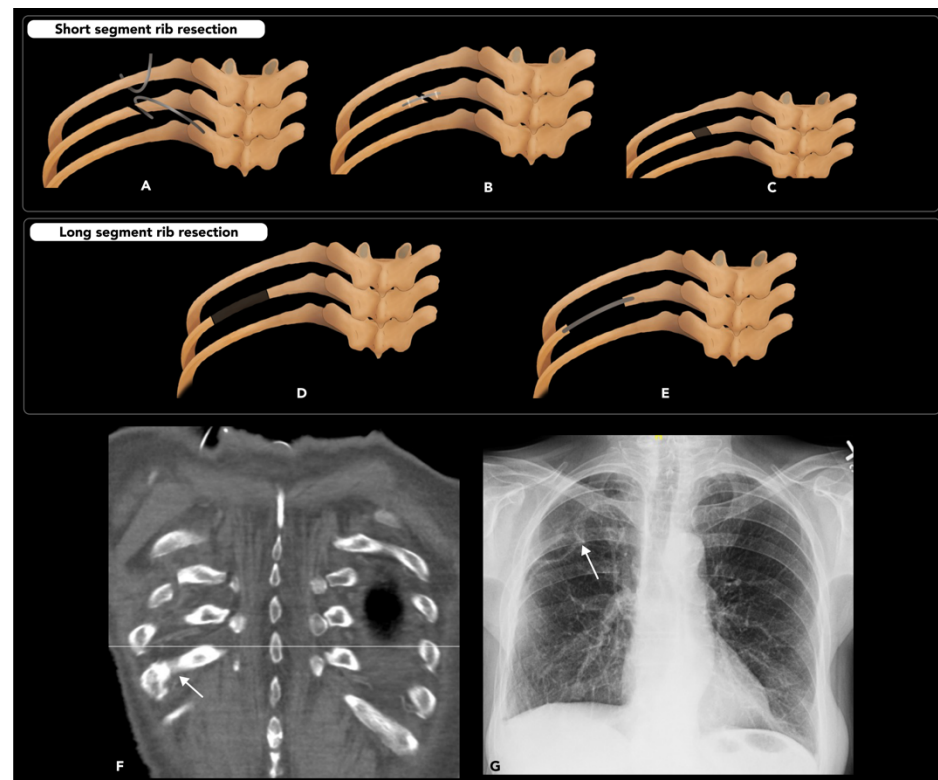 Short segment rib resection
A
B
C
Long segment rib resection
D
E
F
G